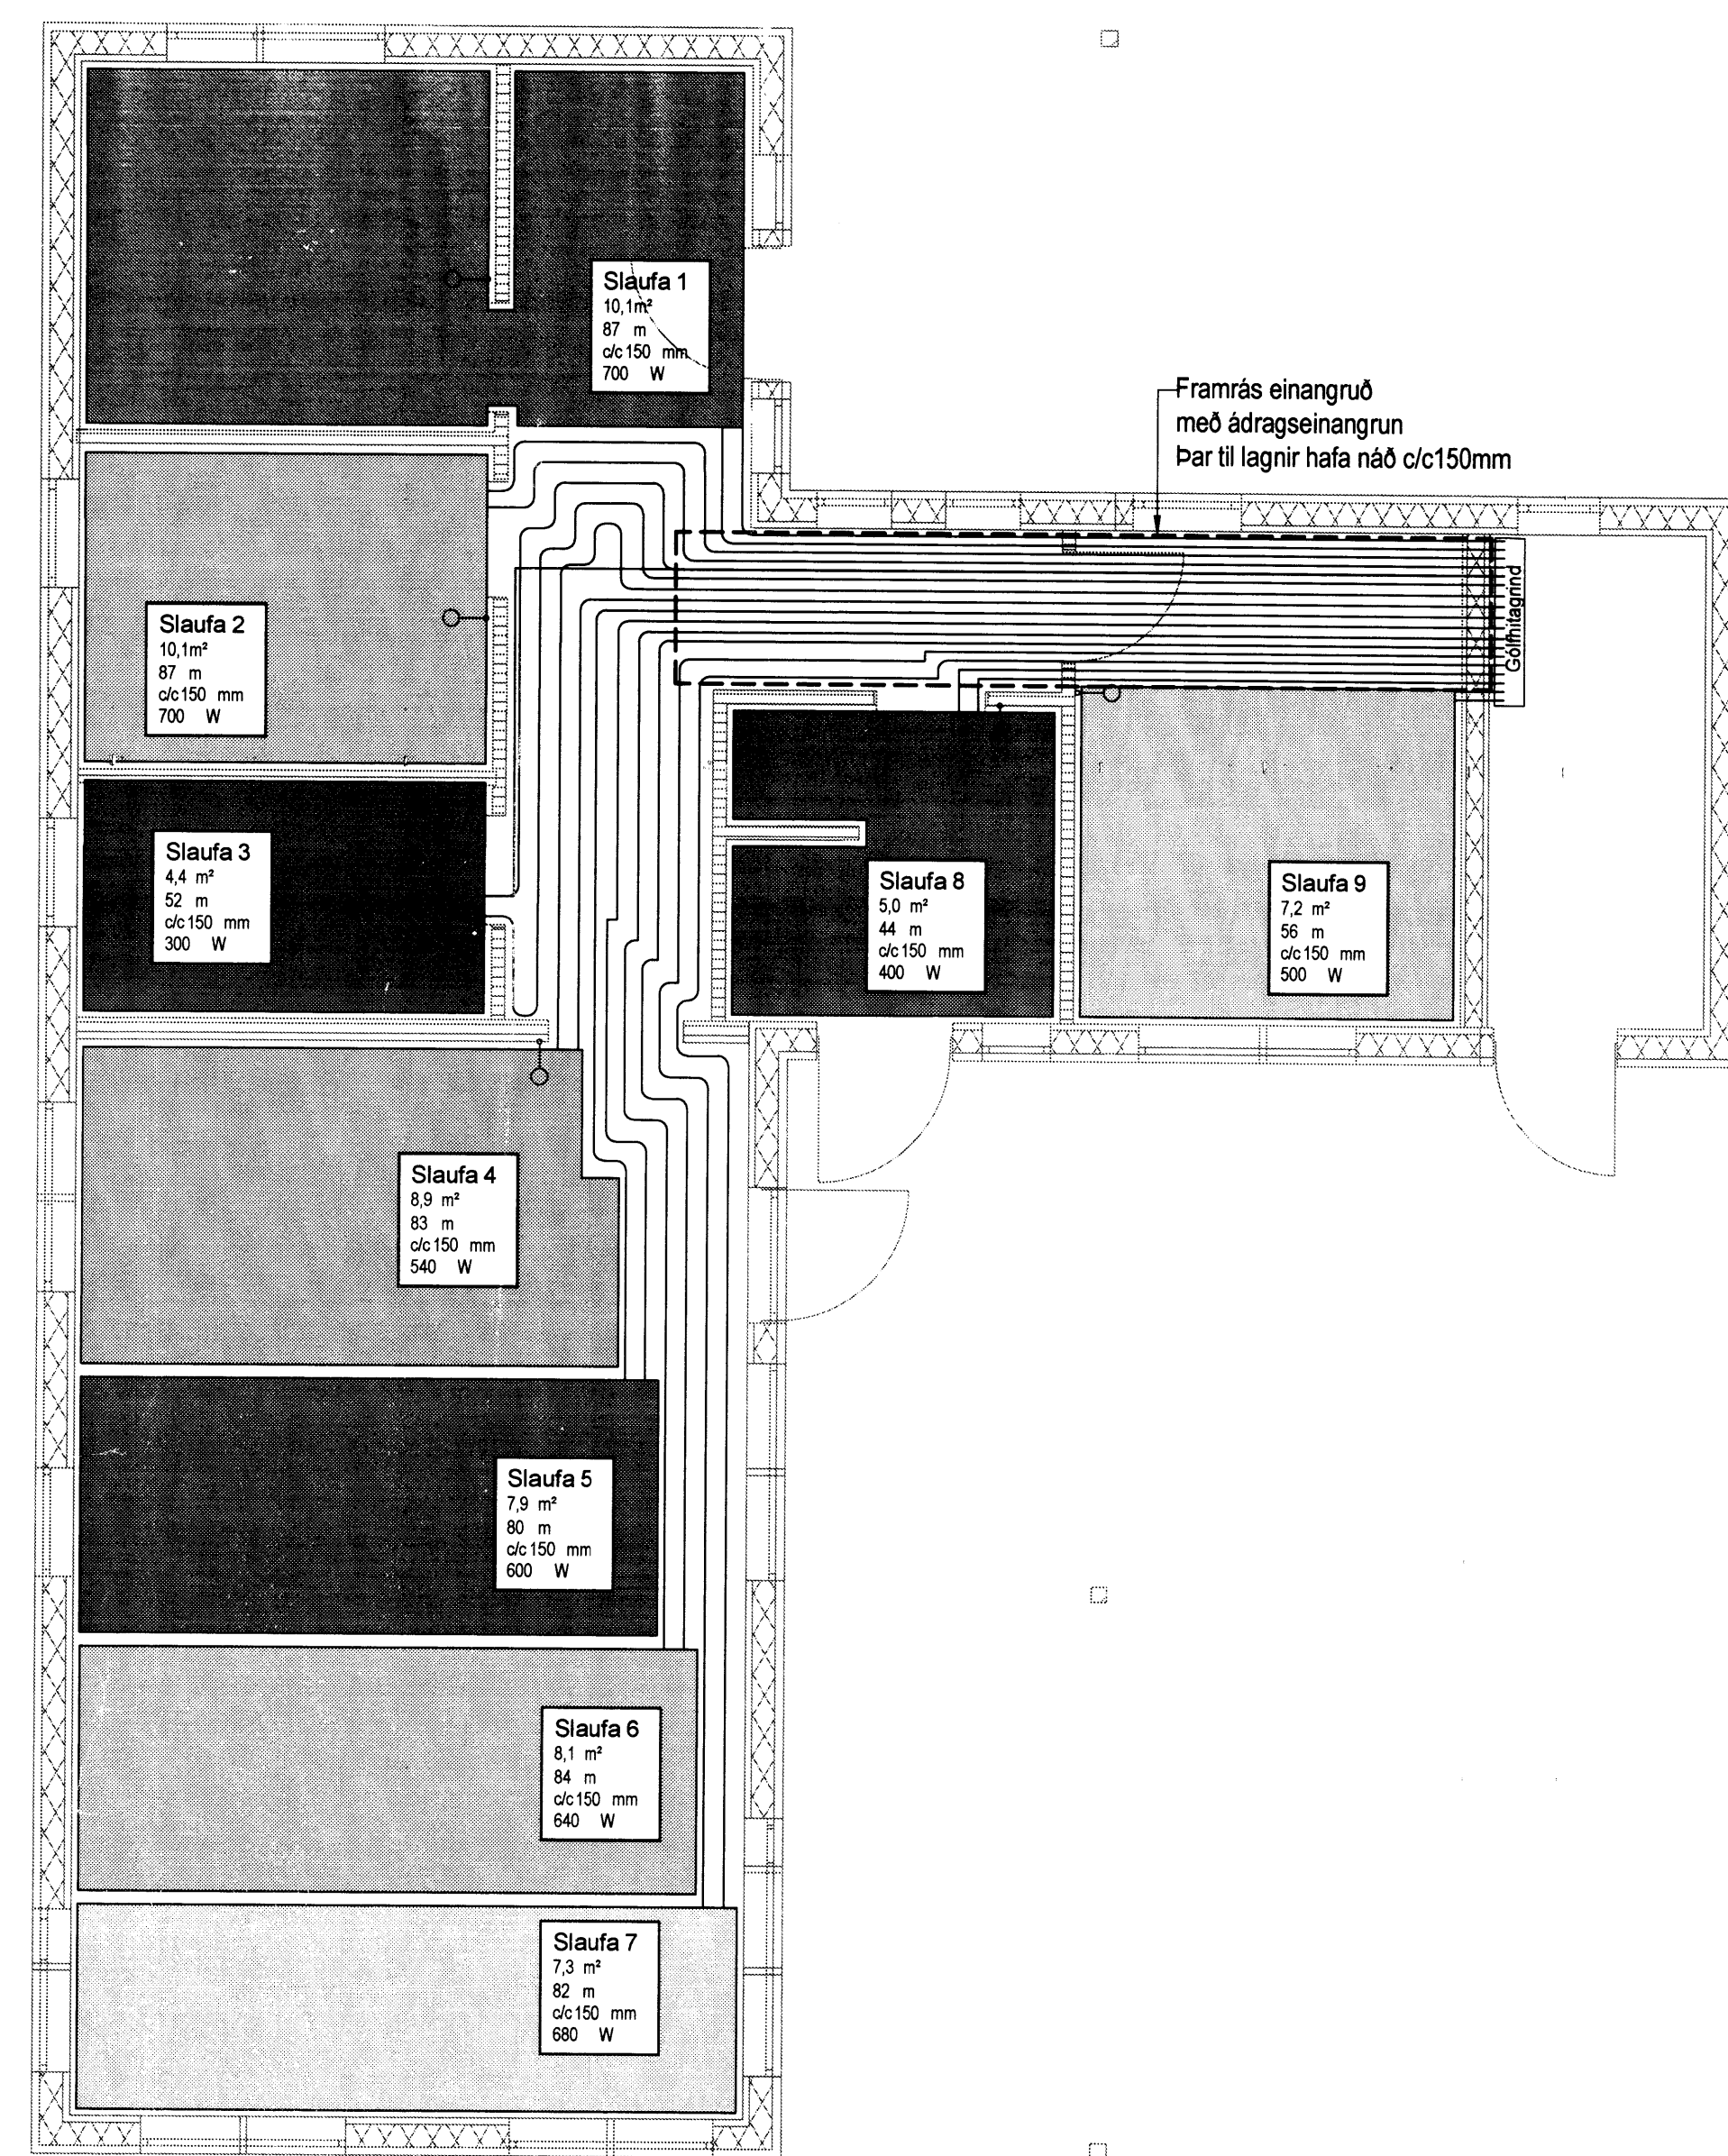 Slaufa 1
10,1m²
87 m
c/c 150 mm
700 W
Framrás einangruð
með ádragseinangrun
Þar til lagnir hafa náð c/c150mm
Gólfhitagrind
Slaufa 2
10,1m²
87 m
c/c 150 mm
700 W
Slaufa 3
4,4 m²
52 m
c/c 150 mm
300 W
Slaufa 8
5,0 m²
44 m
c/c 150 mm
400 W
Slaufa 9
7,2 m²
56 m
c/c 150 mm
500 W
Slaufa 4
8,9 m²
83 m
c/c 150 mm
540 W
Slaufa 5
7,9 m²
80 m
c/c 150 mm
600 W
Slaufa 6
8,1 m²
84 m
c/c 150 mm
640 W
Slaufa 7
7,3 m²
82 m
c/c 150 mm
680 W